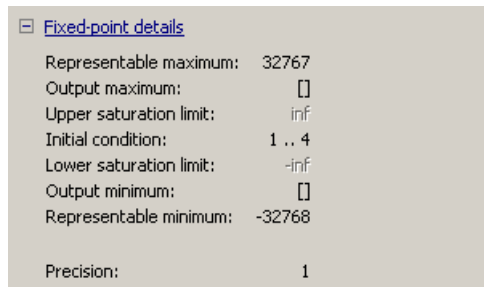 Fixed-point details
Representable maximum: 32767
Output maximum: []
Upper saturation limit: inf
Initial condition: 1 .. 4
Lower saturation limit: -inf
Output minimum: []
Representable minimum: -32768
Precision: 1